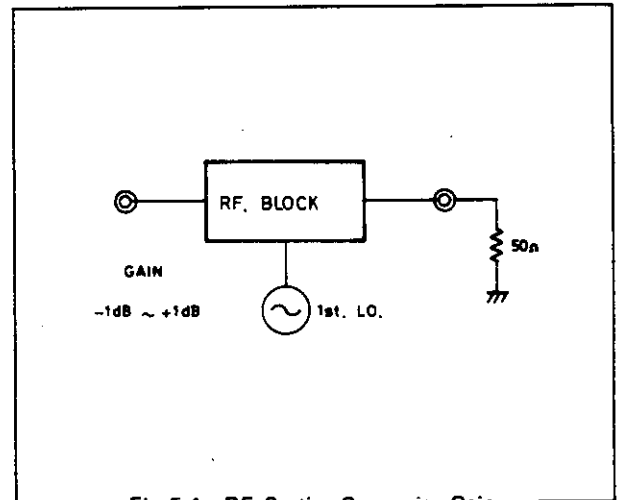 RF. BLOCK
50Ω
GAIN
-1dB ~ +1dB
1st. LO.